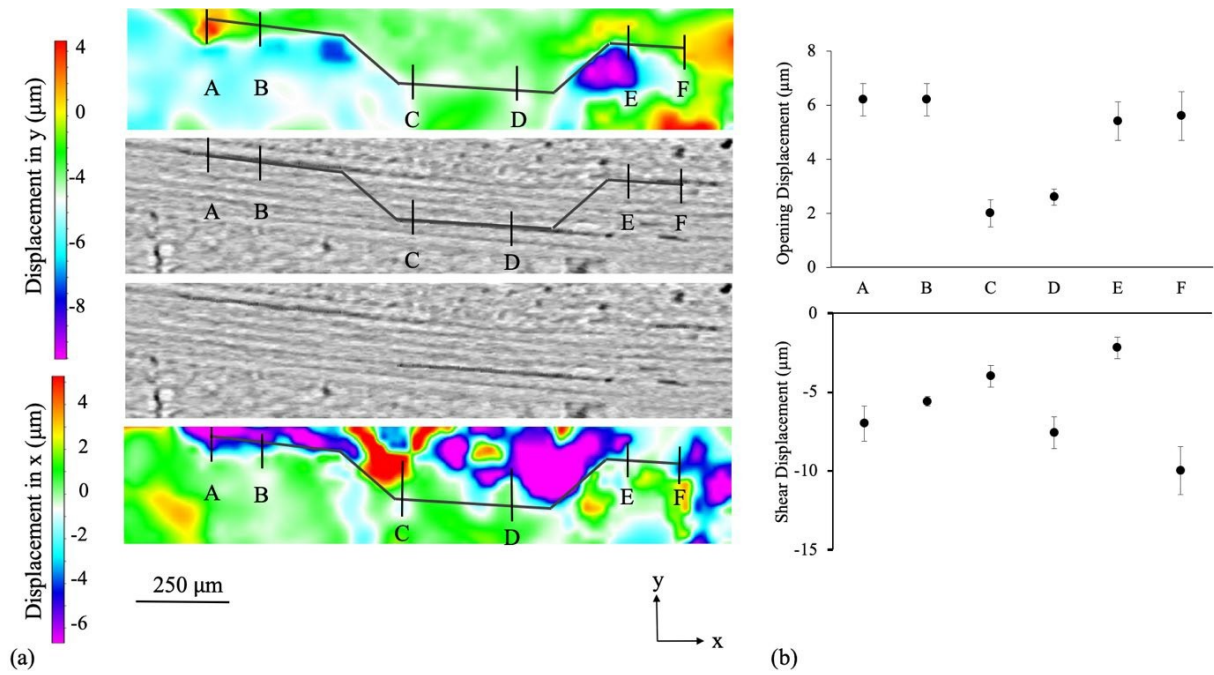 Displacement in y (μm)
4
0
-4
-8
A
B
C
D
E
F
A
B
C
D
E
F
Displacement in x (μm)
4
2
0
-2
-4
-6
A
B
C
D
E
F
250 μm
y
x
(a)
Opening Displacement (μm)
8
6
4
2
0
A B C D E F
Shear Displacement (μm)
0
-5
-10
-15
(b)